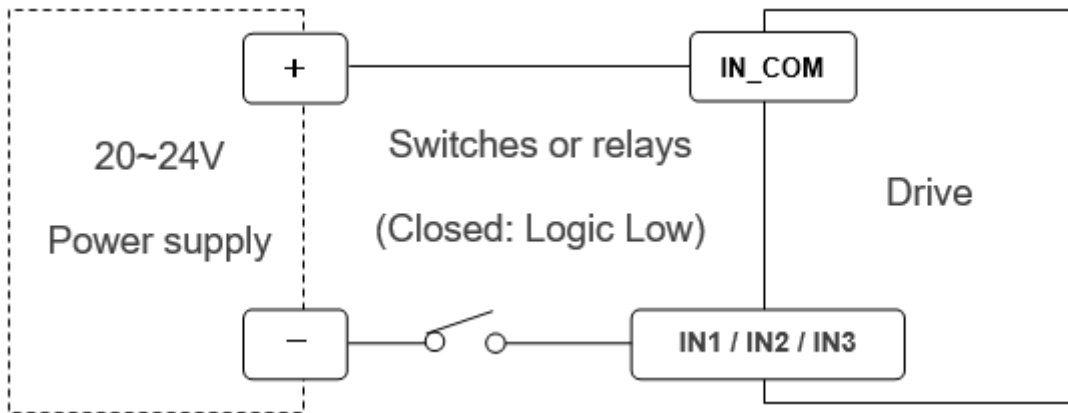 +
IN_COM
20~24V
Power supply
Switches or relays
(Closed: Logic Low)
Drive
−
IN1 / IN2 / IN3